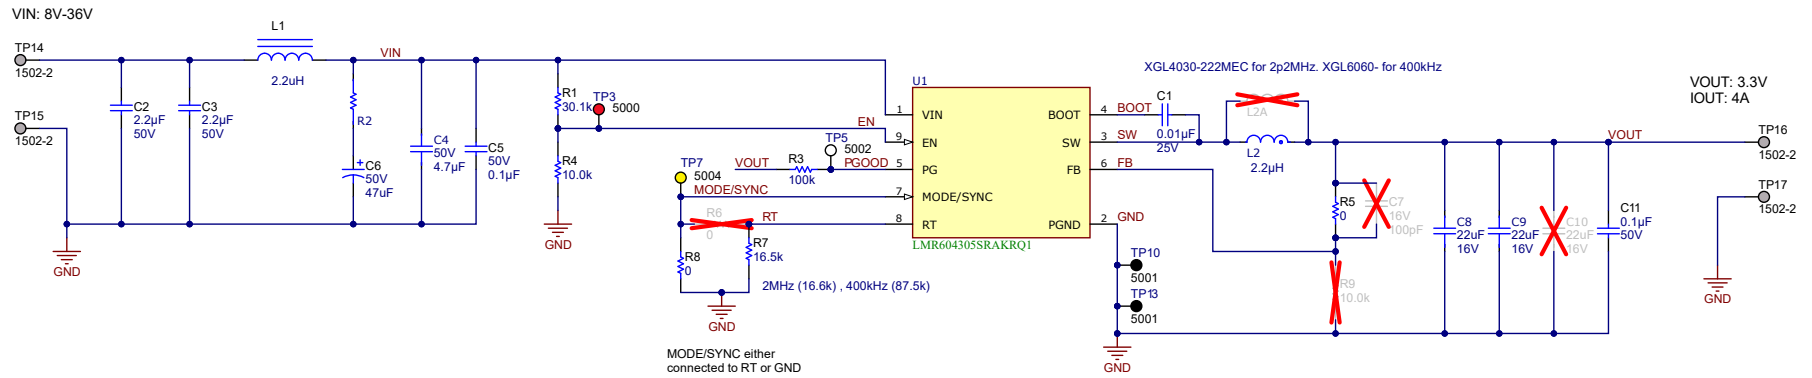 VIN: 8V-36V
TP14
1502-2
TP15
1502-2
C2
2.2µF
50V
C3
2.2µF
50V
L1
2.2uH
VIN
R2
C6
50V
47uF
+
C4
50V
4.7µF
C5
50V
0.1µF
GND
R1
30.1k
TP3
5000
EN
R4
10.0k
GND
TP5
5002
VOUT
R3
100k
PGOOD
TP7
5004
MODE/SYNC
R6
0
RT
R7
16.5k
R8
0
2MHz (16.6k) , 400kHz (87.5k)
GND
MODE/SYNC either
connected to RT or GND
U1
1
VIN
9
EN
5
PG
7
MODE/SYNC
8
RT
BOOT
4
SW
3
FB
6
PGND
2
LMR604305SRAKRQ1
XGL4030-222MEC for 2p2MHz. XGL6060- for 400kHz
BOOT
C1
0.01µF
25V
SW
FB
GND
L2A
L2
2.2µH
TP10
5001
TP13
5001
GND
R5
0
C7
16V
100pF
R9
10.0k
C8
22uF
16V
C9
22uF
16V
C10
22uF
16V
C11
0.1µF
50V
VOUT
VOUT: 3.3V
IOUT: 4A
TP16
1502-2
TP17
1502-2
GND